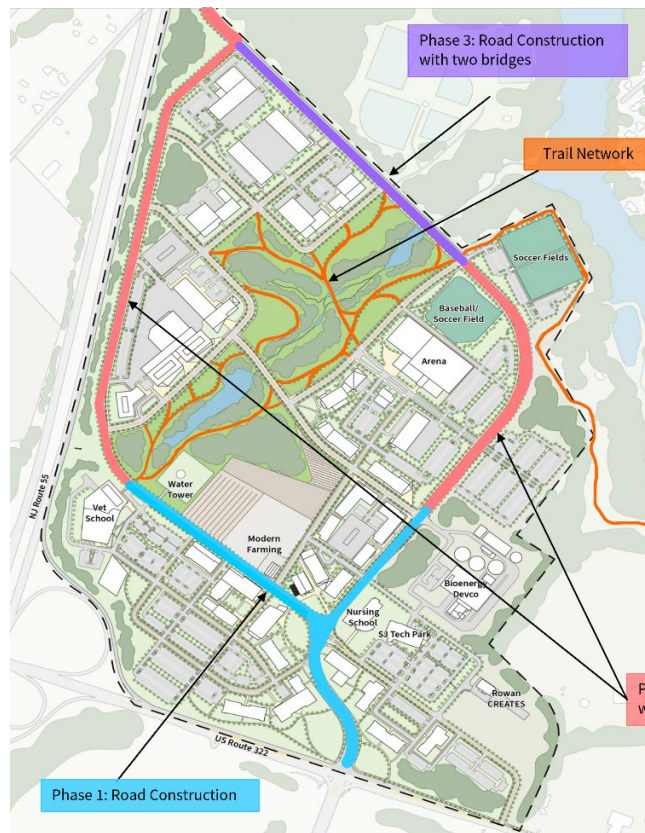 Phase 3: Road Construction
with two bridges
Trail Network
Soccer Fields
Baseball/
Soccer Field
Arena
NJ Route 55
Water
Tower
Vet
School
Modern
Farming
Bioenergy
Devco
Nursing
School
SJ Tech Park
Rowan
CREATES
P
w
US Route 322
Phase 1: Road Construction